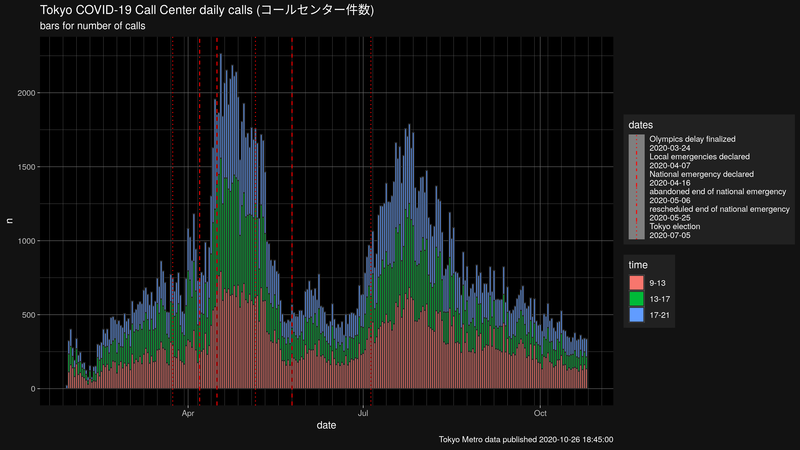 Tokyo COVID-19 Call Center daily calls (コールセンター件数)
bars for number of calls
n
2000
1500
1000
500
0
Apr
Jul
Oct
date
Tokyo Metro data published 2020-10-26 18:45:00
dates
Olympics delay finalized
2020-03-24
Local emergencies declared
2020-04-07
National emergency declared
2020-04-16
abandoned end of national emergency
2020-05-06
rescheduled end of national emergency
2020-05-25
Tokyo election
2020-07-05
time
9-13
13-17
17-21